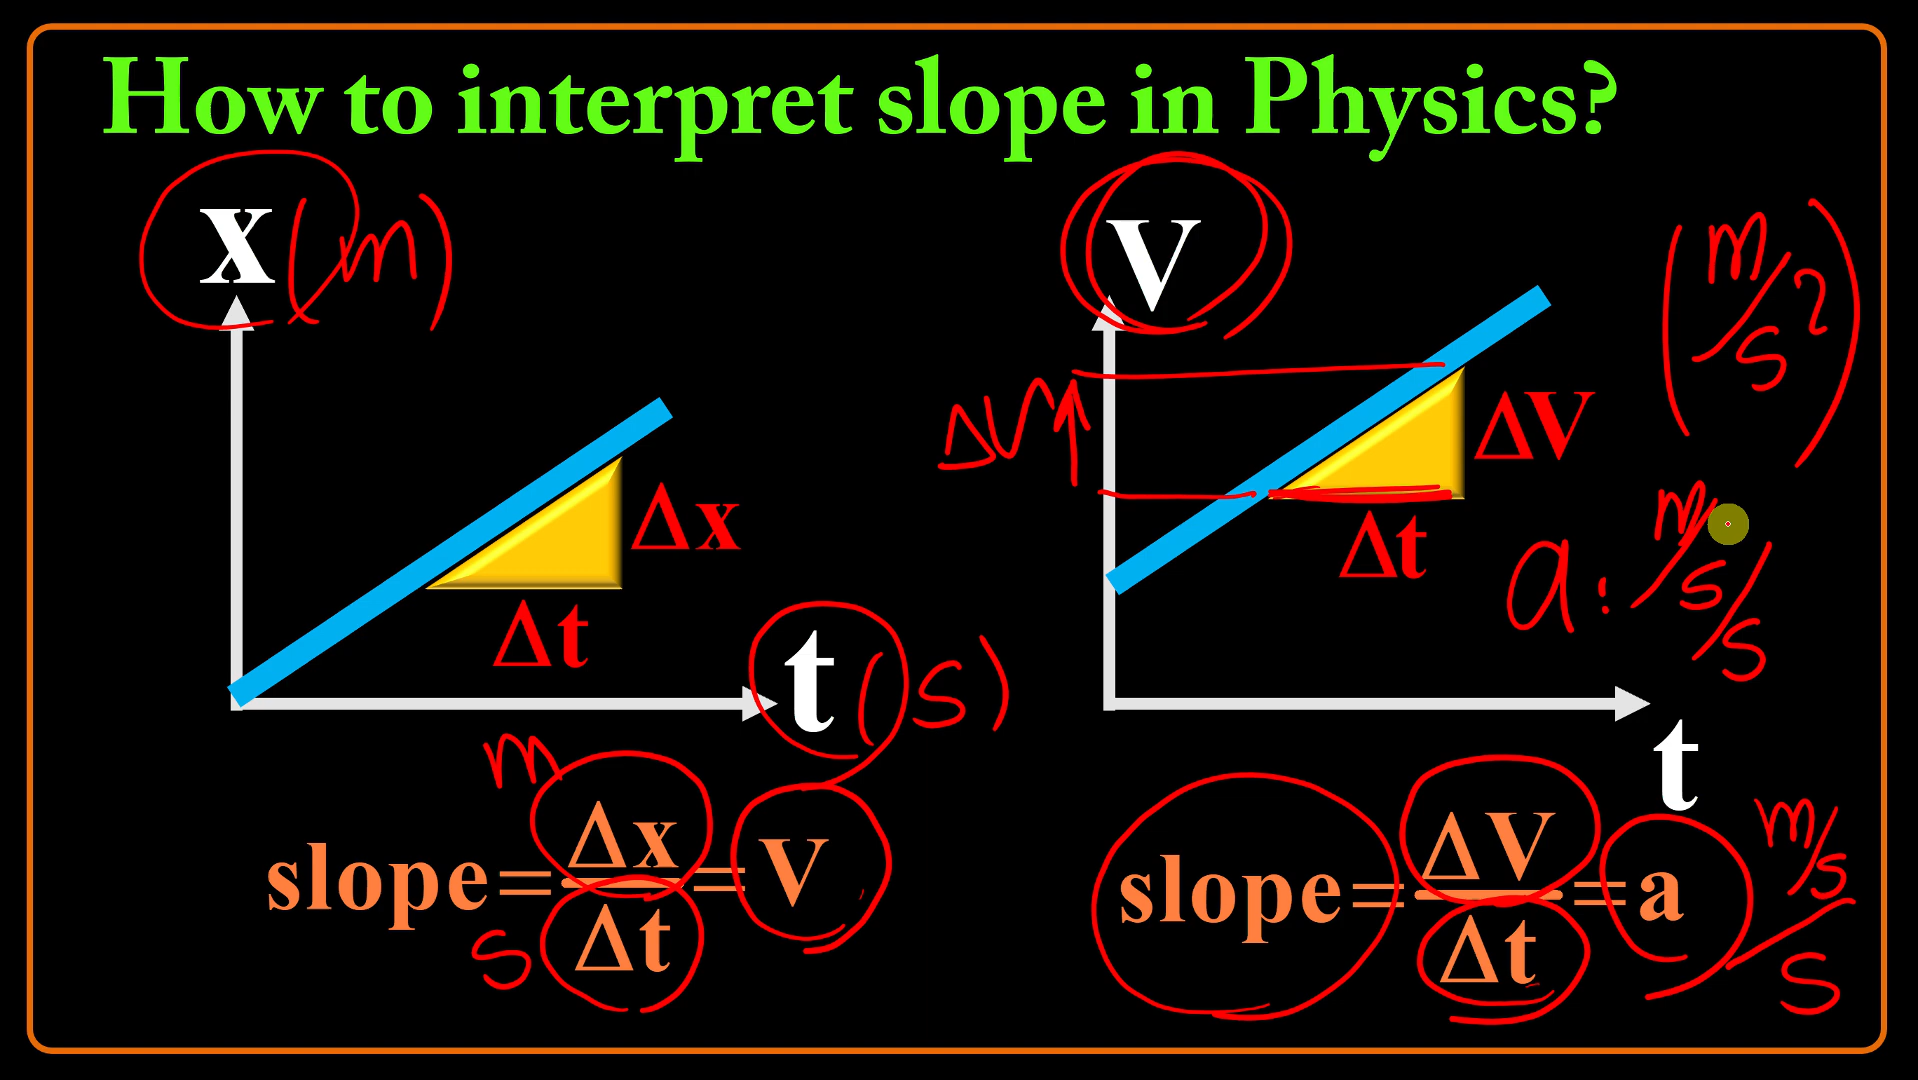 How to interpret slope in Physics?
x (m)
V
(m/s²)
ΔV
ΔV
Δx
Δt
a: m/s/s
Δt
t (s)
t
m
s
slope = Δx/Δt = V
slope = ΔV/Δt = a
m/s/s